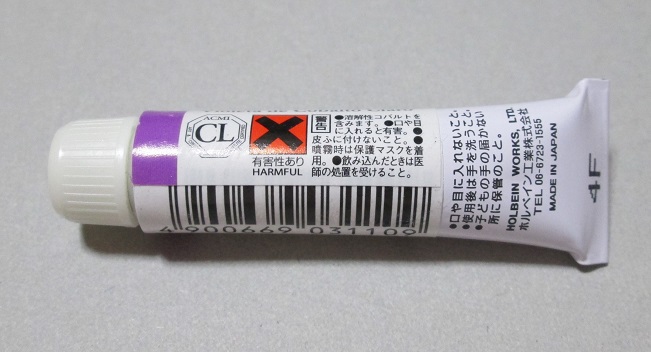 ACMI
CL
有害性あり
HARMFUL
警告
●溶解性コバルトを
含みます。●口や目
に入れると有害。●
皮ふに付けないこと。●
噴霧時は保護マスクを着
用。●飲み込んだときは医
師の処置を受けること。
4900669031109
●口や目に入れないこと。
●使用後は手を洗うこと。
●子どもの手の届かない
所に保管のこと。
HOLBEIN WORKS, LTD.
ホルベイン工業株式会社
TEL 06-6723-1555
MADE IN JAPAN
4F